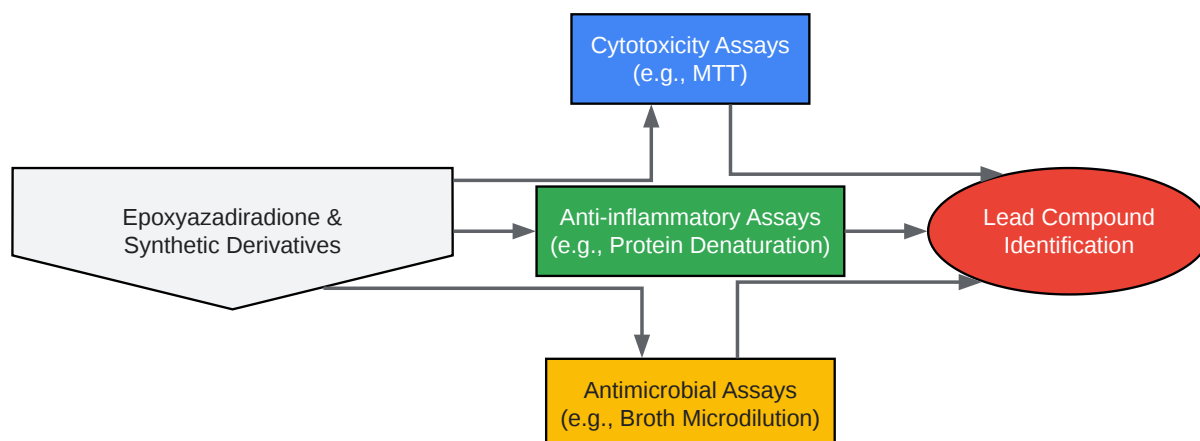 Cytotoxicity Assays
(e.g., MTT)
Epoxyazadiradione &
Synthetic Derivatives
Anti-inflammatory Assays
(e.g., Protein Denaturation)
Lead Compound
Identification
Antimicrobial Assays
(e.g., Broth Microdilution)